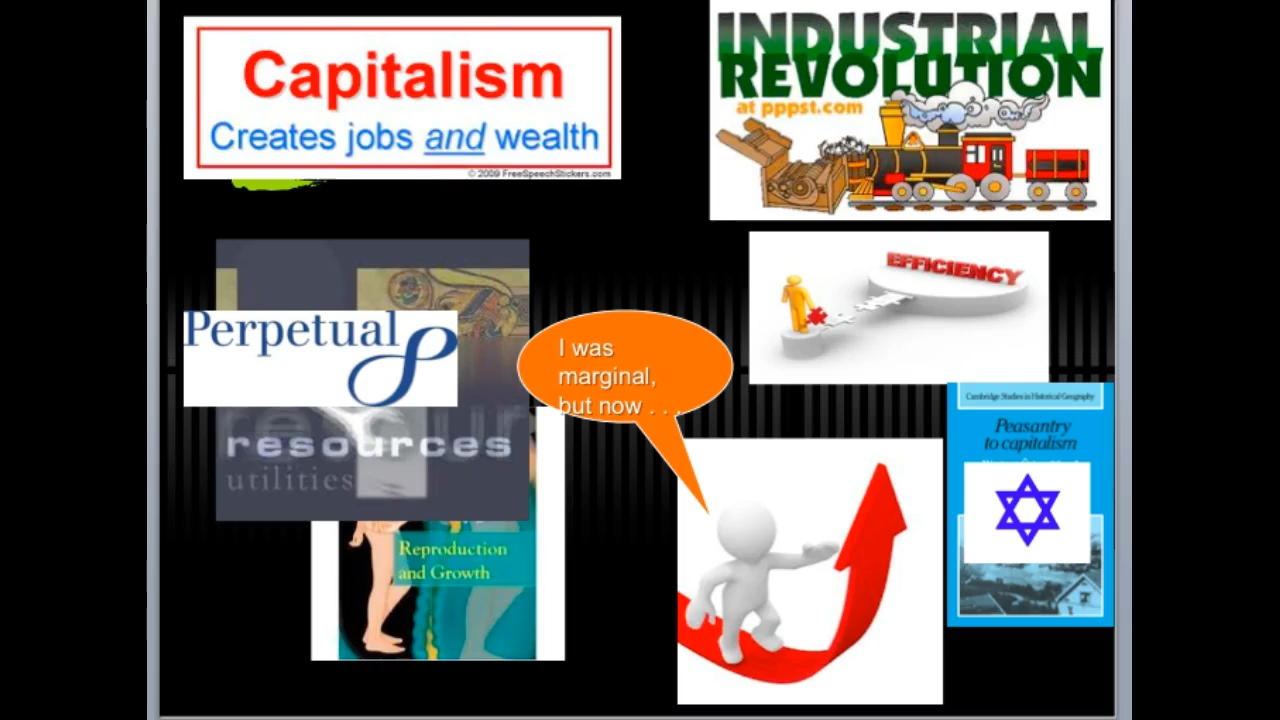 Capitalism
Creates jobs and wealth
© 2009 FreeSpeechStickers.com
INDUSTRIAL
REVOLUTION
at pppst.com
EFFICIENCY
Perpetual
I was
marginal,
but now . . .
resources
utilities
Cambridge Studies in Historical Geography
Peasantry
to capitalism
Reproduction
and Growth